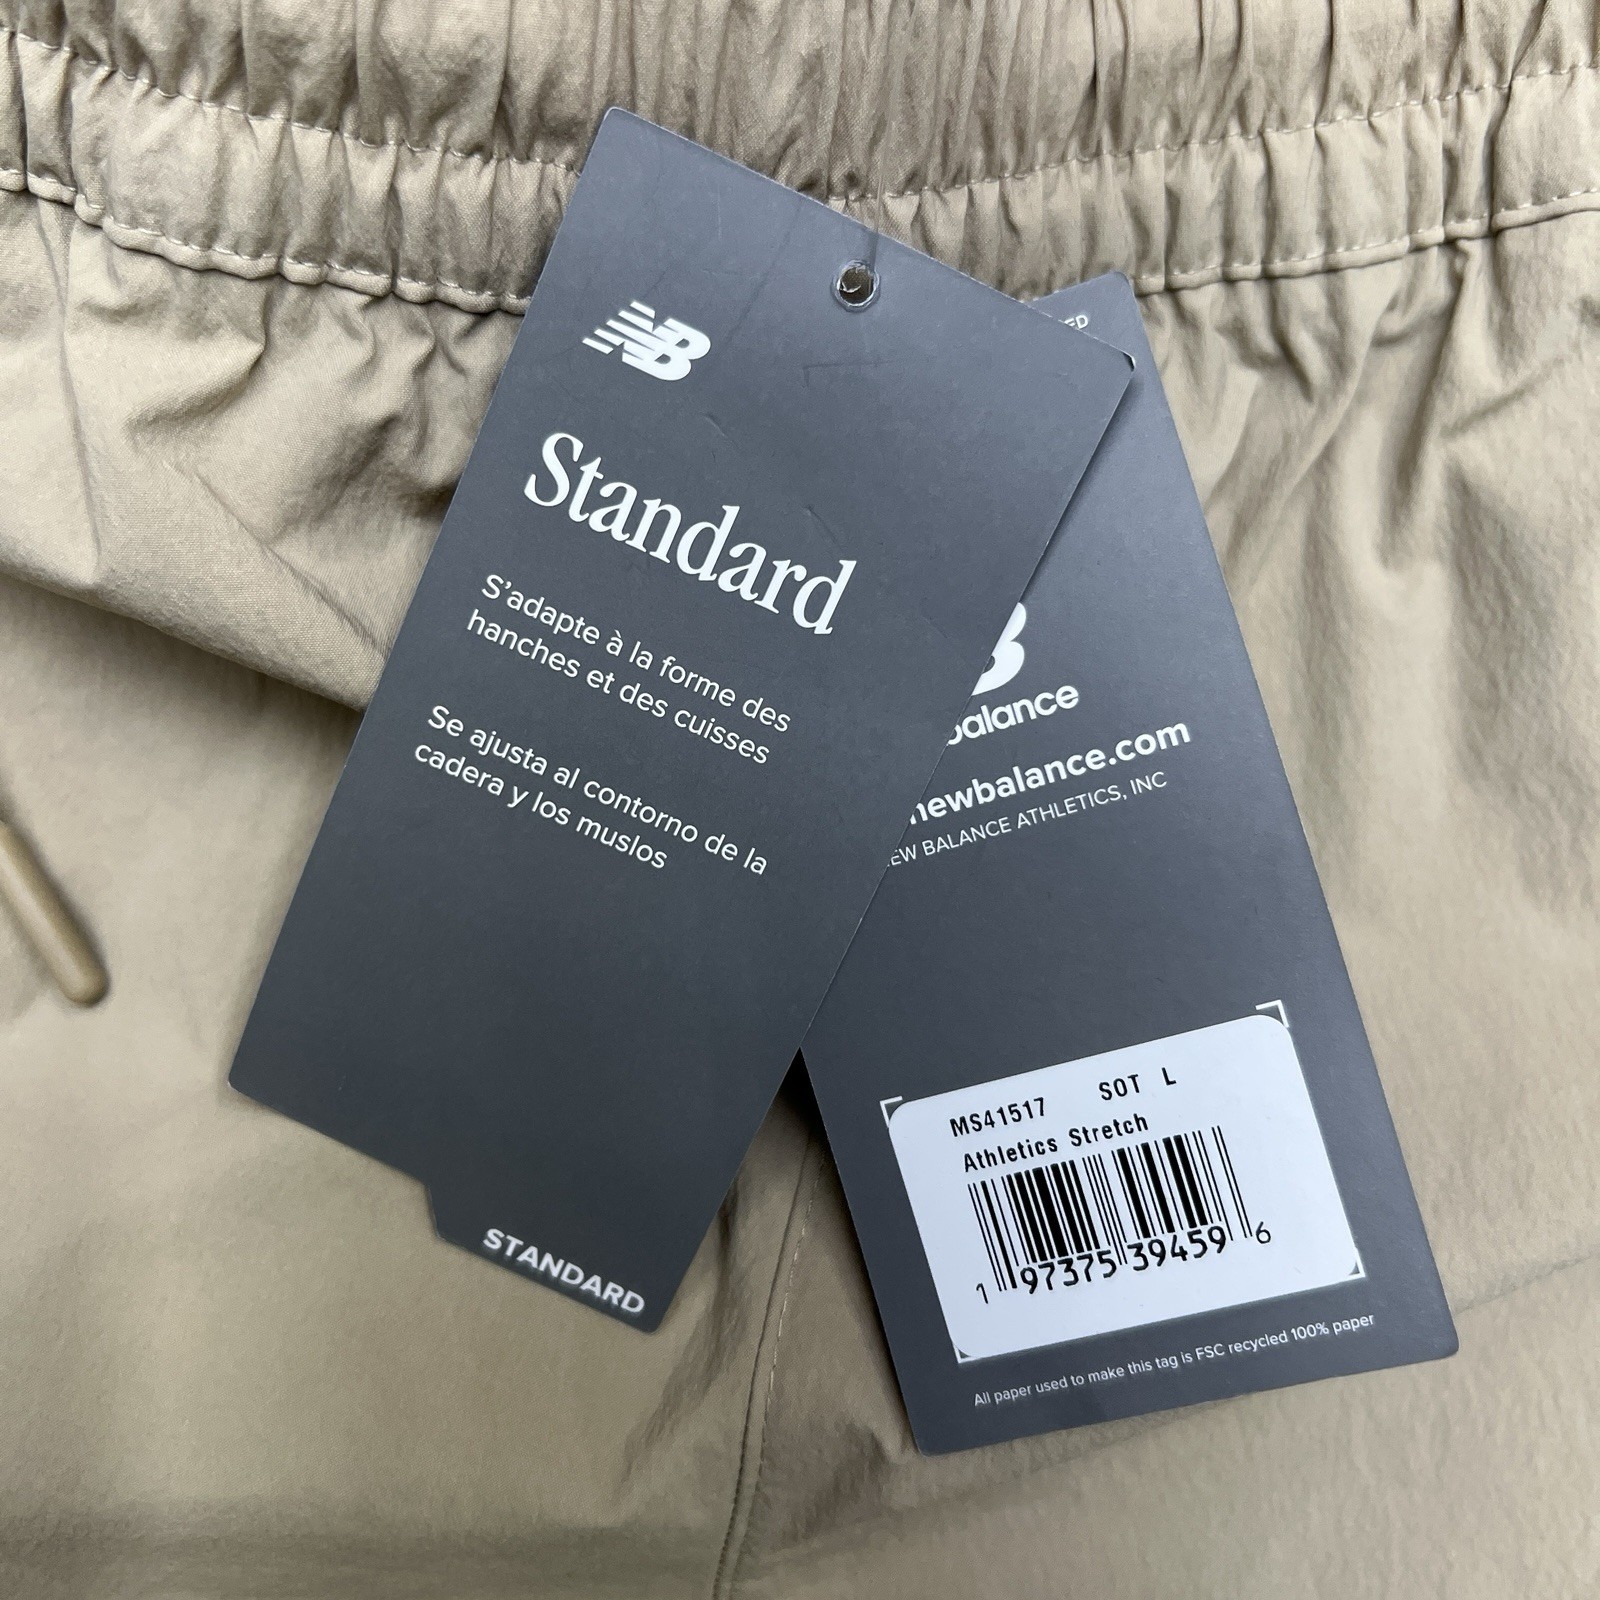 NB
Standard
S'adapte à la forme des
hanches et des cuisses
Se ajusta al contorno de la
cadera y los muslos
STANDARD
balance
newbalance.com
NEW BALANCE ATHLETICS, INC
MS41517 SOT L
Athletics Stretch
1 97375 39459 6
All paper used to make this tag is FSC recycled 100% paper